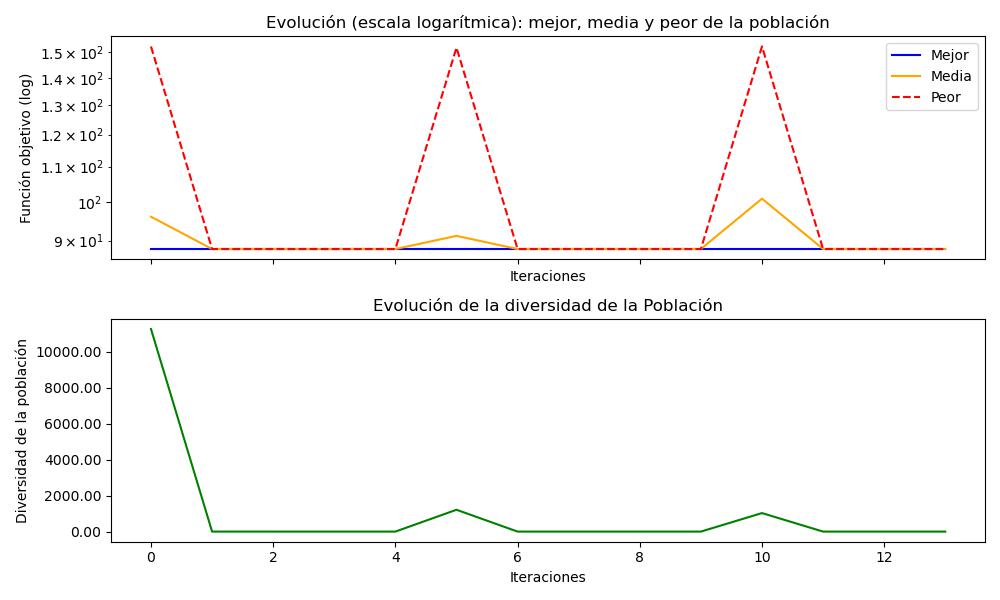 Evolución (escala logarítmica): mejor, media y peor de la población
Función objetivo (log)
1.5 × 10²
1.4 × 10²
1.3 × 10²
1.2 × 10²
1.1 × 10²
10²
9 × 10¹
Mejor
Media
Peor
Iteraciones
Evolución de la diversidad de la Población
Diversidad de la población
10000.00
8000.00
6000.00
4000.00
2000.00
0.00
0 2 4 6 8 10 12
Iteraciones